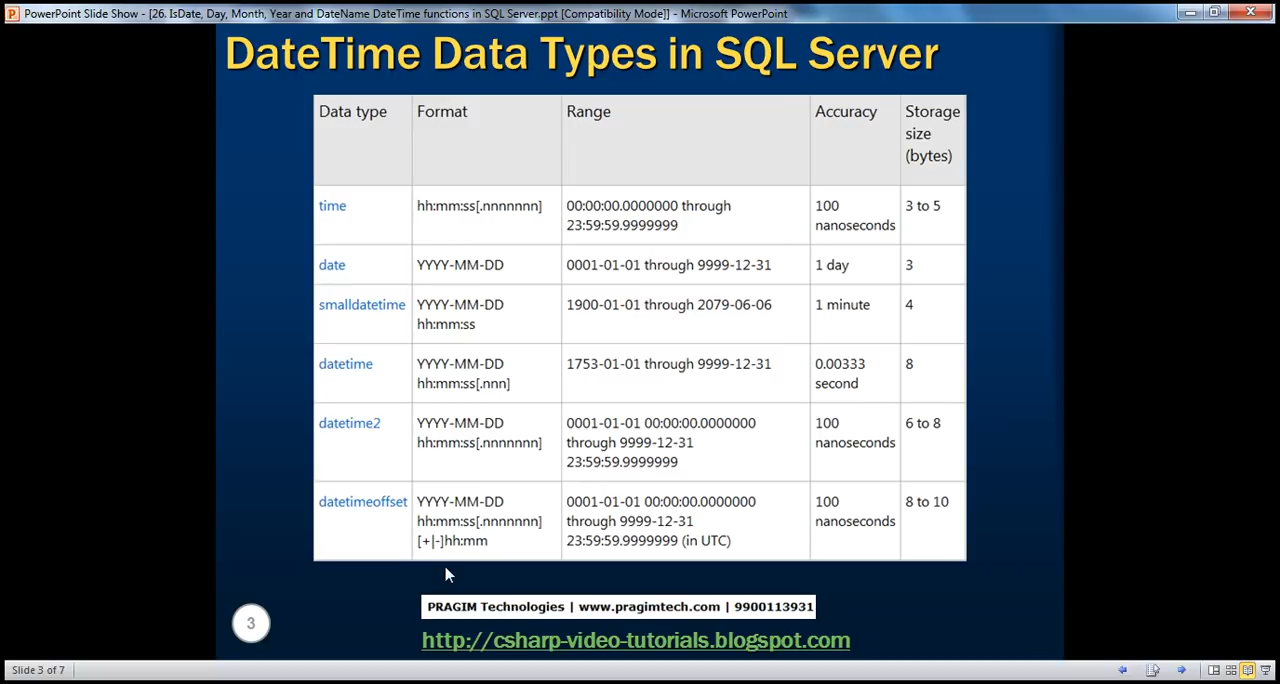 PowerPoint Slide Show - [26. IsDate, Day, Month, Year and DateName DateTime functions in SQL Server.ppt [Compatibility Mode]] - Microsoft PowerPoint
DateTime Data Types in SQL Server
Data type
Format
Range
Accuracy
Storage
size
(bytes)
time
hh:mm:ss[.nnnnnnn]
00:00:00.0000000 through
23:59:59.9999999
100
nanoseconds
3 to 5
date
YYYY-MM-DD
0001-01-01 through 9999-12-31
1 day
3
smalldatetime
YYYY-MM-DD
hh:mm:ss
1900-01-01 through 2079-06-06
1 minute
4
datetime
YYYY-MM-DD
hh:mm:ss[.nnn]
1753-01-01 through 9999-12-31
0.00333
second
8
datetime2
YYYY-MM-DD
hh:mm:ss[.nnnnnnn]
0001-01-01 00:00:00.0000000
through 9999-12-31
23:59:59.9999999
100
nanoseconds
6 to 8
datetimeoffset
YYYY-MM-DD
hh:mm:ss[.nnnnnnn]
[+|-]hh:mm
0001-01-01 00:00:00.0000000
through 9999-12-31
23:59:59.9999999 (in UTC)
100
nanoseconds
8 to 10
PRAGIM Technologies | www.pragimtech.com | 9900113931
3
http://csharp-video-tutorials.blogspot.com
Slide 3 of 7